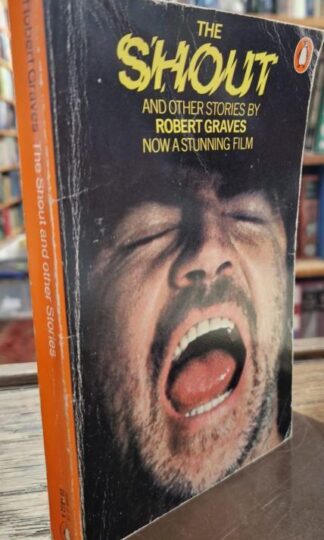 THE
SHOUT
AND OTHER STORIES BY
ROBERT GRAVES
NOW A STUNNING FILM
Robert Graves The Shout and other Stories